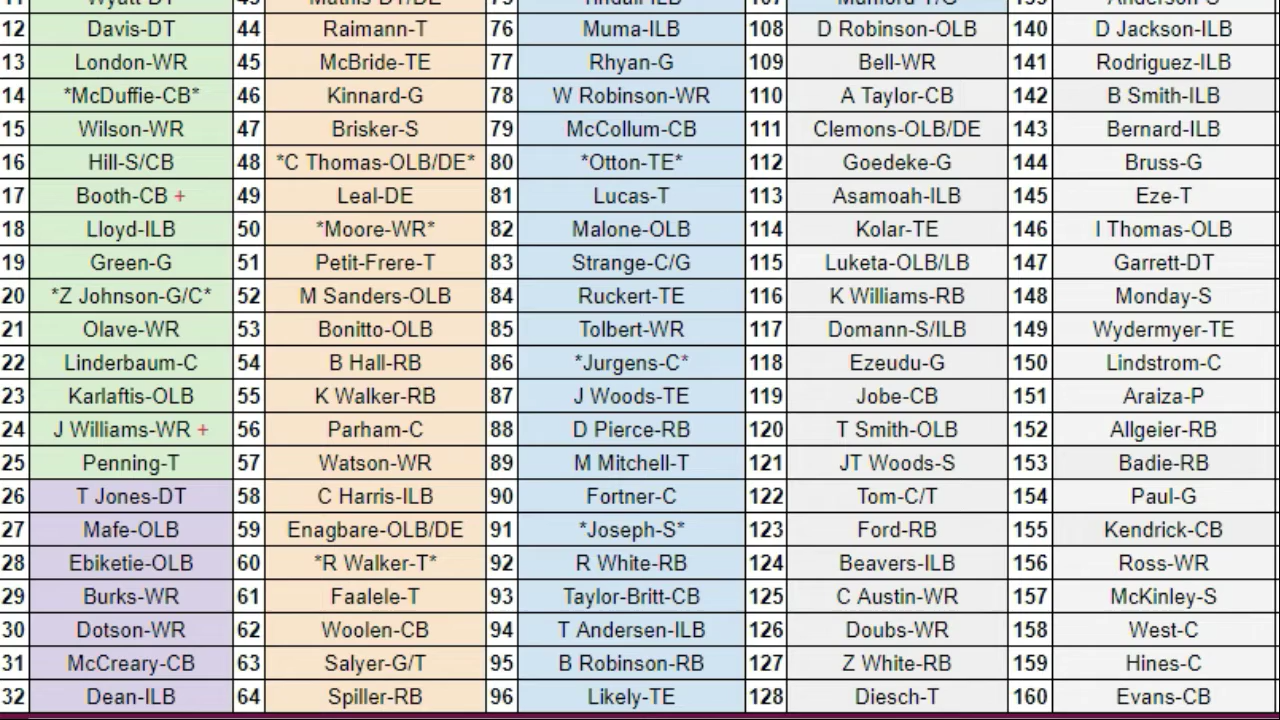 11 Wyatt-DT 43 Mathis-DT/DE 75 Tindall-ILB 107 Mumford-T/G 139 Anderson-S
12 Davis-DT 44 Raimann-T 76 Muma-ILB 108 D Robinson-OLB 140 D Jackson-ILB
13 London-WR 45 McBride-TE 77 Rhyan-G 109 Bell-WR 141 Rodriguez-ILB
14 *McDuffie-CB* 46 Kinnard-G 78 W Robinson-WR 110 A Taylor-CB 142 B Smith-ILB
15 Wilson-WR 47 Brisker-S 79 McCollum-CB 111 Clemons-OLB/DE 143 Bernard-ILB
16 Hill-S/CB 48 *C Thomas-OLB/DE* 80 *Otton-TE* 112 Goedeke-G 144 Bruss-G
17 Booth-CB + 49 Leal-DE 81 Lucas-T 113 Asamoah-ILB 145 Eze-T
18 Lloyd-ILB 50 *Moore-WR* 82 Malone-OLB 114 Kolar-TE 146 I Thomas-OLB
19 Green-G 51 Petit-Frere-T 83 Strange-C/G 115 Luketa-OLB/LB 147 Garrett-DT
20 *Z Johnson-G/C* 52 M Sanders-OLB 84 Ruckert-TE 116 K Williams-RB 148 Monday-S
21 Olave-WR 53 Bonitto-OLB 85 Tolbert-WR 117 Domann-S/ILB 149 Wydermyer-TE
22 Linderbaum-C 54 B Hall-RB 86 *Jurgens-C* 118 Ezeudu-G 150 Lindstrom-C
23 Karlaftis-OLB 55 K Walker-RB 87 J Woods-TE 119 Jobe-CB 151 Araiza-P
24 J Williams-WR + 56 Parham-C 88 D Pierce-RB 120 T Smith-OLB 152 Allgeier-RB
25 Penning-T 57 Watson-WR 89 M Mitchell-T 121 JT Woods-S 153 Badie-RB
26 T Jones-DT 58 C Harris-ILB 90 Fortner-C 122 Tom-C/T 154 Paul-G
27 Mafe-OLB 59 Enagbare-OLB/DE 91 *Joseph-S* 123 Ford-RB 155 Kendrick-CB
28 Ebiketie-OLB 60 *R Walker-T* 92 R White-RB 124 Beavers-ILB 156 Ross-WR
29 Burks-WR 61 Faalele-T 93 Taylor-Britt-CB 125 C Austin-WR 157 McKinley-S
30 Dotson-WR 62 Woolen-CB 94 T Andersen-ILB 126 Doubs-WR 158 West-C
31 McCreary-CB 63 Salyer-G/T 95 B Robinson-RB 127 Z White-RB 159 Hines-C
32 Dean-ILB 64 Spiller-RB 96 Likely-TE 128 Diesch-T 160 Evans-CB